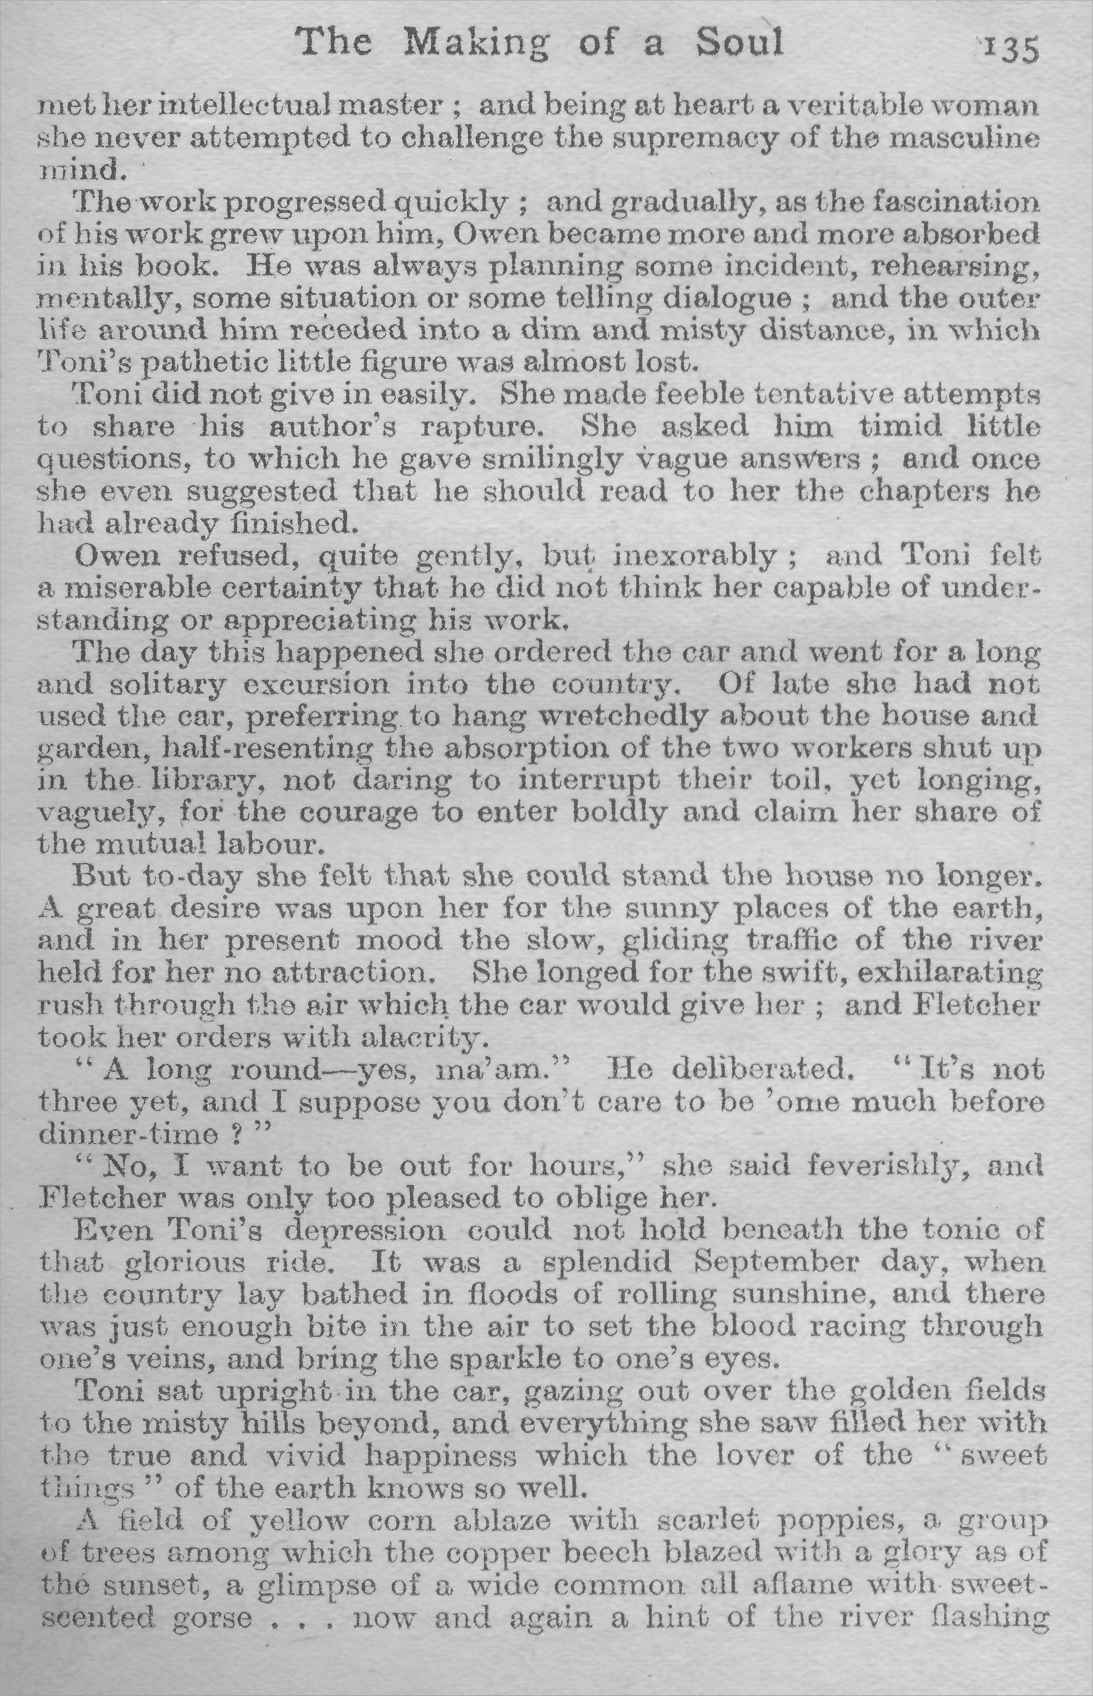 The Making of a Soul 135
met her intellectual master ; and being at heart a veritable woman
she never attempted to challenge the supremacy of the masculine
mind.
The work progressed quickly ; and gradually, as the fascination
of his work grew upon him, Owen became more and more absorbed
in his book. He was always planning some incident, rehearsing,
mentally, some situation or some telling dialogue ; and the outer
life around him receded into a dim and misty distance, in which
Toni's pathetic little figure was almost lost.
Toni did not give in easily. She made feeble tentative attempts
to share his author's rapture. She asked him timid little
questions, to which he gave smilingly vague answers ; and once
she even suggested that he should read to her the chapters he
had already finished.
Owen refused, quite gently, but inexorably ; and Toni felt
a miserable certainty that he did not think her capable of under-
standing or appreciating his work.
The day this happened she ordered the car and went for a long
and solitary excursion into the country. Of late she had not
used the car, preferring to hang wretchedly about the house and
garden, half-resenting the absorption of the two workers shut up
in the library, not daring to interrupt their toil, yet longing,
vaguely, for the courage to enter boldly and claim her share of
the mutual labour.
But to-day she felt that she could stand the house no longer.
A great desire was upon her for the sunny places of the earth,
and in her present mood the slow, gliding traffic of the river
held for her no attraction. She longed for the swift, exhilarating
rush through the air which the car would give her ; and Fletcher
took her orders with alacrity.
" A long round—yes, ma'am." He deliberated. " It's not
three yet, and I suppose you don't care to be 'ome much before
dinner-time ? "
" No, I want to be out for hours," she said feverishly, and
Fletcher was only too pleased to oblige her.
Even Toni's depression could not hold beneath the tonic of
that glorious ride. It was a splendid September day, when
the country lay bathed in floods of rolling sunshine, and there
was just enough bite in the air to set the blood racing through
one's veins, and bring the sparkle to one's eyes.
Toni sat upright in the car, gazing out over the golden fields
to the misty hills beyond, and everything she saw filled her with
the true and vivid happiness which the lover of the " sweet
things " of the earth knows so well.
A field of yellow corn ablaze with scarlet poppies, a group
of trees among which the copper beech blazed with a glory as of
the sunset, a glimpse of a wide common all aflame with sweet-
scented gorse . . . now and again a hint of the river flashing